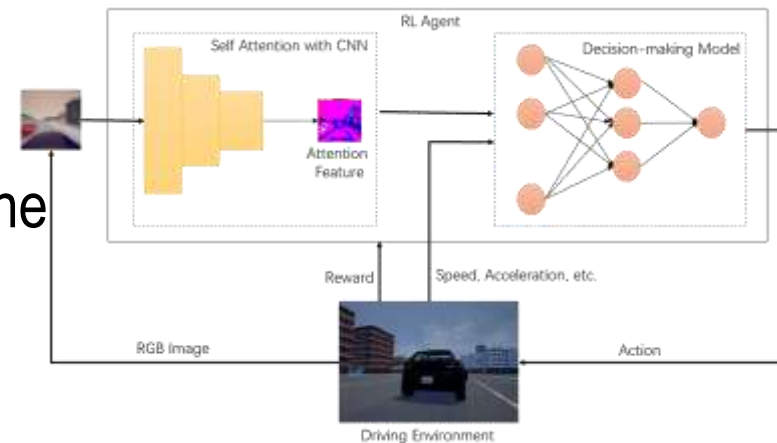 RL Agent
Self Attention with CNN
Decision-making Model
Attention
Feature
ne
Reward
Speed, Acceleration, etc.
RGB Image
Action
Driving Environment